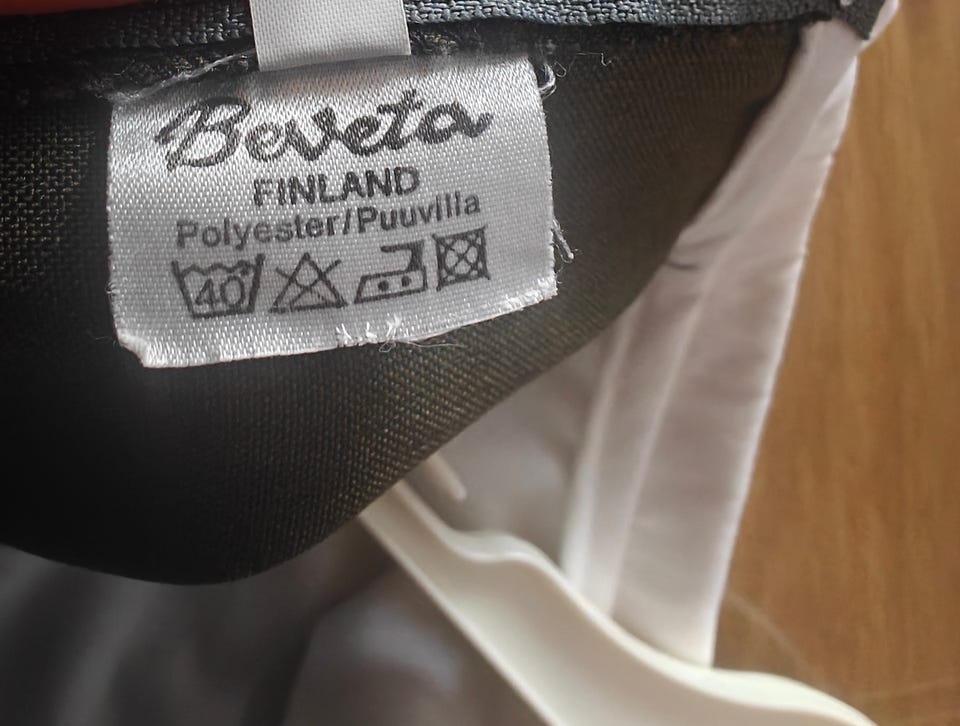 Beveta
FINLAND
Polyester/Puuvilla
40